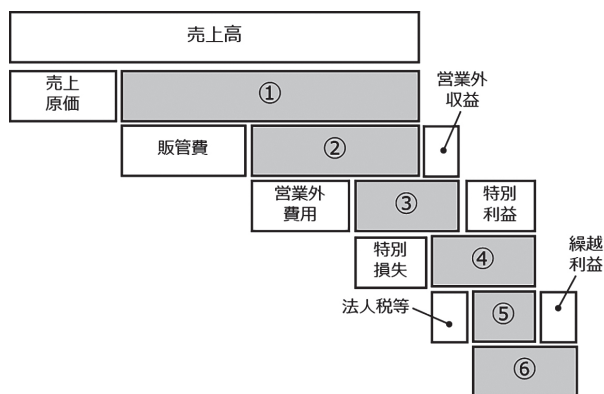 売上高
売上
原価
①
営業外
収益
販管費
②
営業外
費用
③
特別
利益
特別
損失
④
繰越
利益
法人税等
⑤
⑥